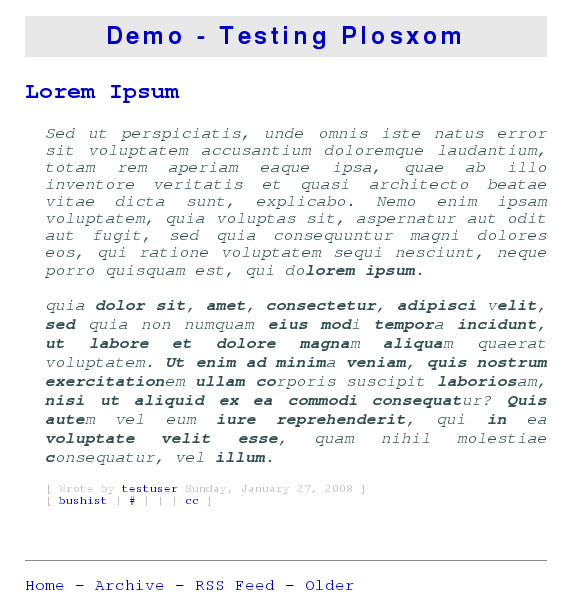 Demo - Testing Plosxom
Lorem Ipsum
Sed ut perspiciatis, unde omnis iste natus error
sit voluptatem accusantium doloremque laudantium,
totam rem aperiam eaque ipsa, quae ab illo
inventore veritatis et quasi architecto beatae
vitae dicta sunt, explicabo. Nemo enim ipsam
voluptatem, quia voluptas sit, aspernatur aut odit
aut fugit, sed quia consequuntur magni dolores
eos, qui ratione voluptatem sequi nesciunt, neque
porro quisquam est, qui dolorem ipsum.
quia dolor sit, amet, consectetur, adipisci velit,
sed quia non numquam eius modi tempora incidunt,
ut labore et dolore magnam aliquam quaerat
voluptatem. Ut enim ad minima veniam, quis nostrum
exercitationem ullam corporis suscipit laboriosam,
nisi ut aliquid ex ea commodi consequatur? Quis
autem vel eum iure reprehenderit, qui in ea
voluptate velit esse, quam nihil molestiae
consequatur, vel illum.
[ Wrote by testuser Sunday, January 27, 2008 ]
[ bushist | # | | | cc ]
Home - Archive - RSS Feed - Older